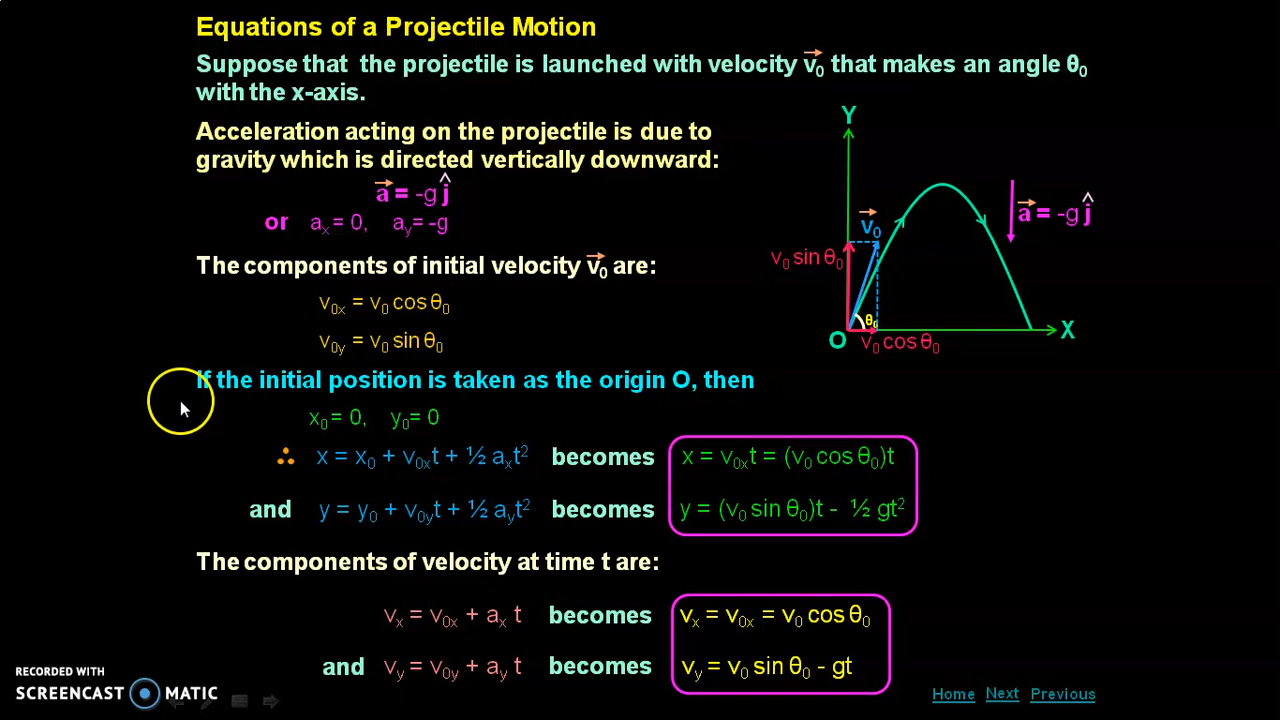 Equations of a Projectile Motion
Suppose that the projectile is launched with velocity v⃗₀ that makes an angle θ₀
with the x-axis.
Acceleration acting on the projectile is due to
gravity which is directed vertically downward:
a⃗ = -g ĵ
or aₓ = 0, a_y = -g
The components of initial velocity v⃗₀ are:
v₀ₓ = v₀ cos θ₀
v₀y = v₀ sin θ₀
If the initial position is taken as the origin O, then
x₀ = 0, y₀ = 0
∴ x = x₀ + v₀ₓt + ½ aₓt² becomes x = v₀ₓt = (v₀ cos θ₀)t
and y = y₀ + v₀yt + ½ a_yt² becomes y = (v₀ sin θ₀)t - ½ gt²
The components of velocity at time t are:
vₓ = v₀ₓ + aₓ t becomes vₓ = v₀ₓ = v₀ cos θ₀
and v_y = v₀y + a_y t becomes v_y = v₀ sin θ₀ - gt
Y
v⃗₀
a⃗ = -g ĵ
v₀ sin θ₀
θ₀
O
X
v₀ cos θ₀
RECORDED WITH
SCREENCAST MATIC
Home Next Previous